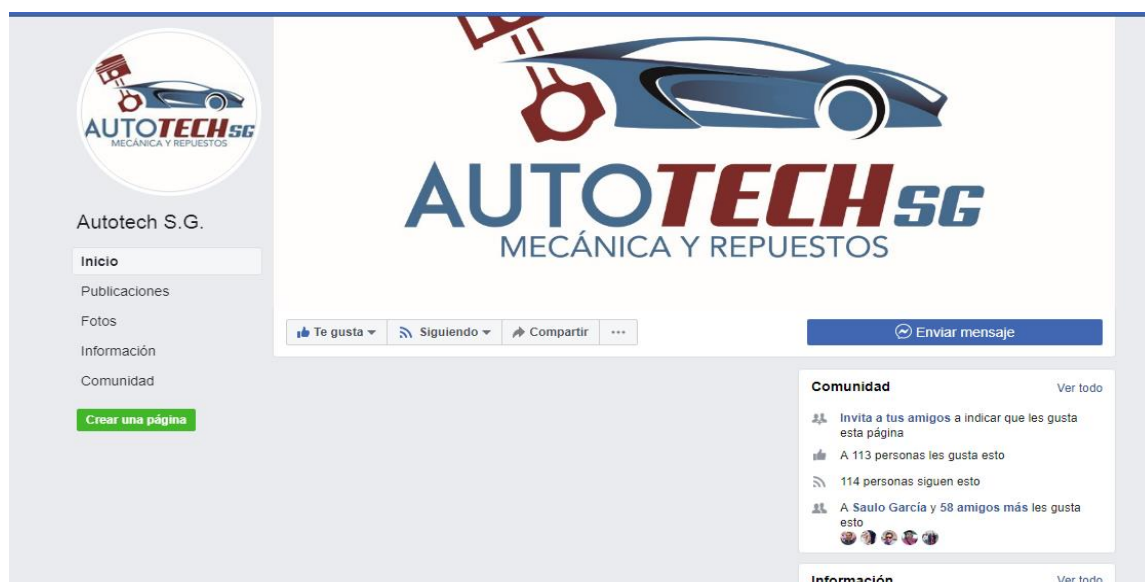 AUTOTECHSG
MECÁNICA Y REPUESTOS
Autotech S.G.
Inicio
Publicaciones
Fotos
Información
Comunidad
Crear una página
AUTOTECHSG
MECÁNICA Y REPUESTOS
Te gusta
Siguiendo
Compartir
Enviar mensaje
Comunidad
Ver todo
Invita a tus amigos a indicar que les gusta
esta página
A 113 personas les gusta esto
114 personas siguen esto
A Saulo García y 58 amigos más les gusta
esto
Información
Ver todo